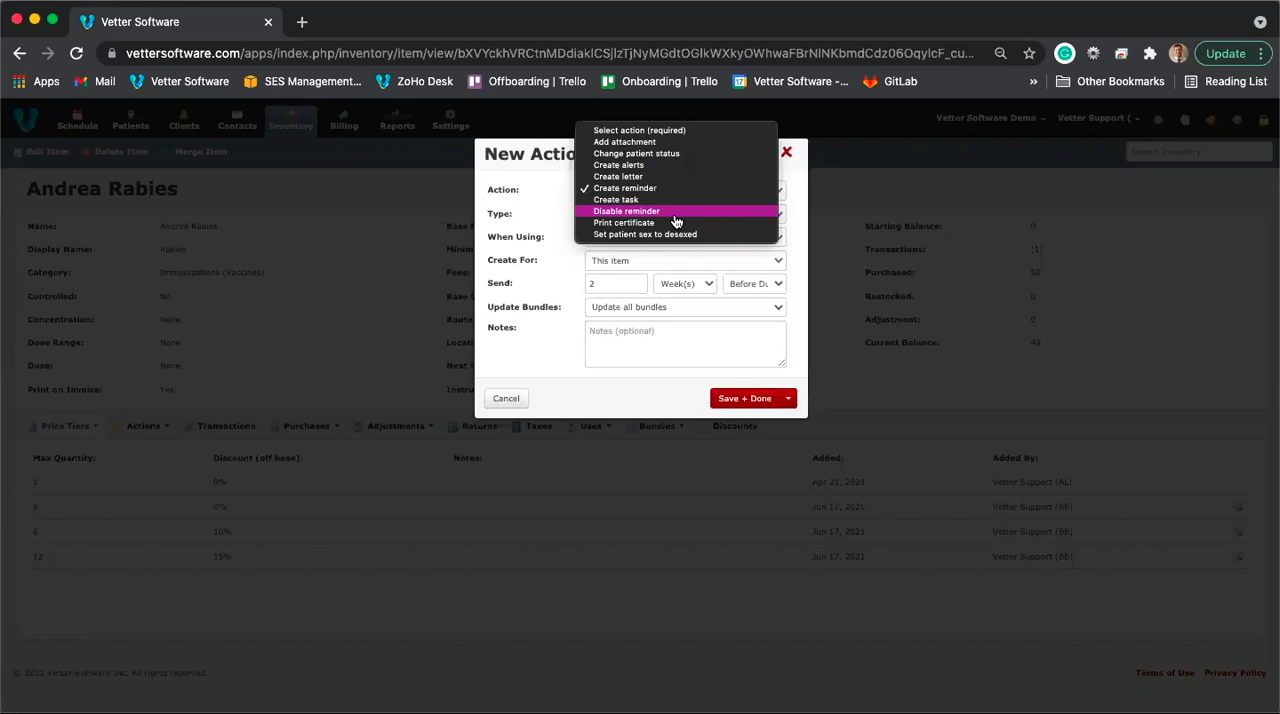 Vetter Software
vettersoftware.com/apps/index.php/inventory/item/view/
Apps Mail Vetter Software SES Management... ZoHo Desk Offboarding | Trello Onboarding | Trello Vetter Software -... GitLab » Other Bookmarks Reading List
Update
Schedule Patients Clients Contacts Inventory Billing Reports Settings Vetter Software Demo Vetter Support (
Edit Item Delete Item Merge Item Search Inventory
Andrea Rabies
Name: Andrea Rabies
Display Name: Rabies
Category: Immunizations (Vaccines)
Controlled: No
Concentration: None
Dose Range: None
Dose: None
Print on Invoice: Yes
Fees:
Starting Balance: 0
Transactions:
Purchased: 50
Restocked: 0
Adjustment: 0
Current Balance: 49
New Actio
Action:
Select action (required)
Add attachment
Change patient status
Create alerts
Create letter
✓ Create reminder
Create task
Disable reminder
Print certificate
Set patient sex to desexed
Type:
When Using:
Create For: This item
Send: 2 Week(s) Before Du
Update Bundles: Update all bundles
Notes: Notes (optional)
Cancel Save + Done
Price Tiers Actions Transactions Purchases Adjustments Returns Taxes Uses Bundles Discounts
Max Quantity: Discount (off base): Notes: Added: Added By:
1 0% Apr 21, 2021 Vetter Support (AL)
5 0% Jun 17, 2021 Vetter Support (BB)
6 10% Jun 17, 2021 Vetter Support (BB)
12 15% Jun 17, 2021 Vetter Support (BB)
© 2021 Vetter Software Inc. All rights reserved. Terms of Use Privacy Policy